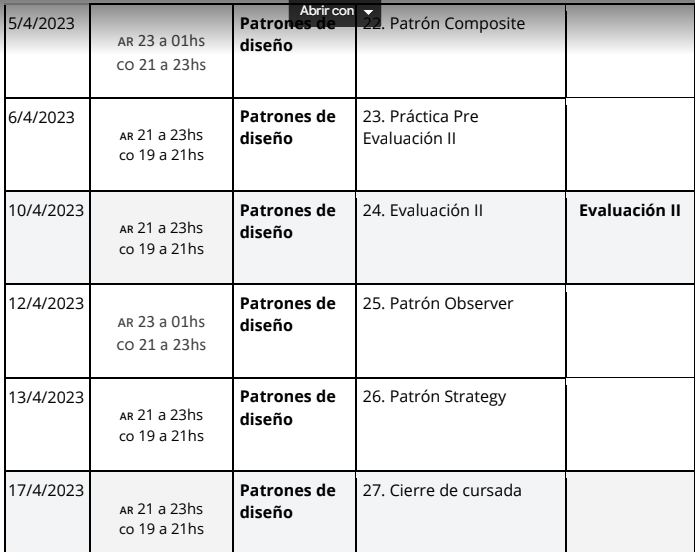 Abrir con
5/4/2023
AR 23 a 01hs
CO 21 a 23hs
Patrones de
diseño
22. Patrón Composite
6/4/2023
AR 21 a 23hs
CO 19 a 21hs
Patrones de
diseño
23. Práctica Pre
Evaluación II
10/4/2023
AR 21 a 23hs
CO 19 a 21hs
Patrones de
diseño
24. Evaluación II
Evaluación II
12/4/2023
AR 23 a 01hs
CO 21 a 23hs
Patrones de
diseño
25. Patrón Observer
13/4/2023
AR 21 a 23hs
CO 19 a 21hs
Patrones de
diseño
26. Patrón Strategy
17/4/2023
AR 21 a 23hs
CO 19 a 21hs
Patrones de
diseño
27. Cierre de cursada